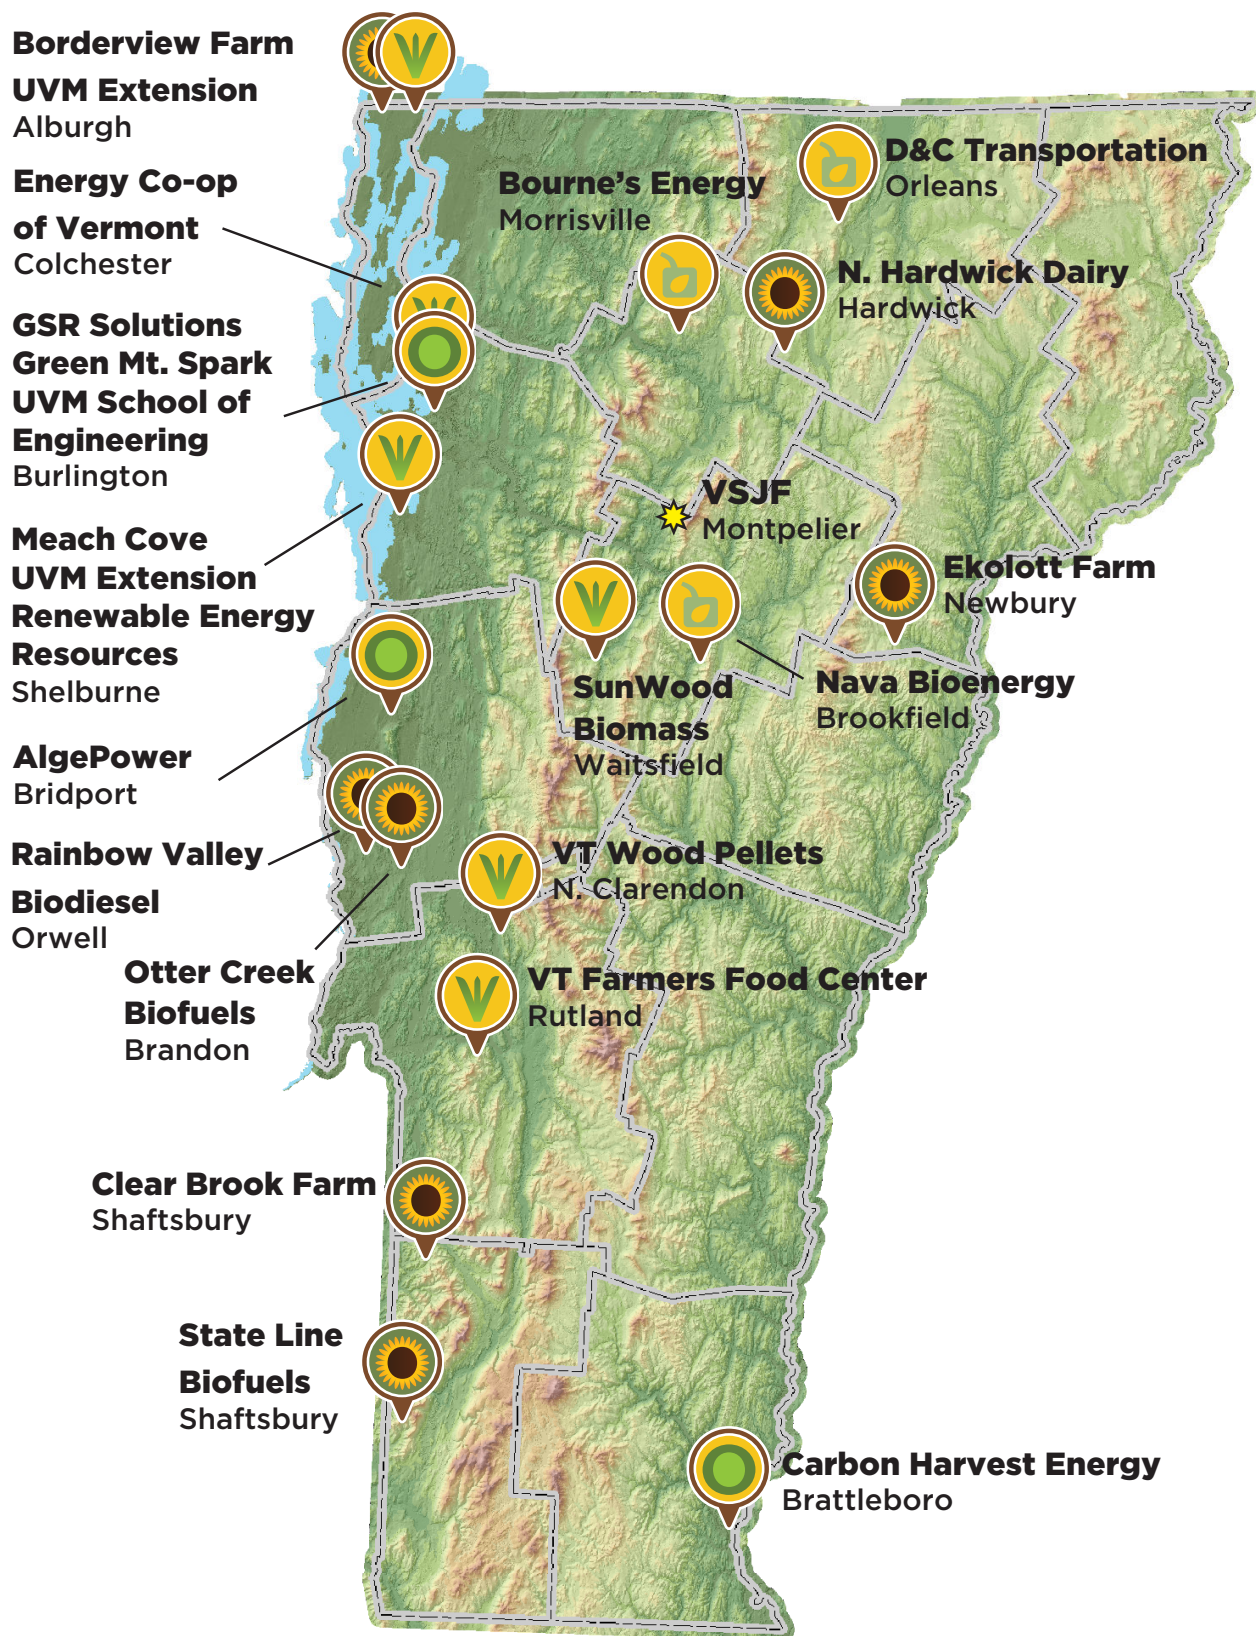 Borderview Farm
UVM Extension
Alburgh
Energy Co-op
of Vermont
Colchester
GSR Solutions
Green Mt. Spark
UVM School of
Engineering
Burlington
Meach Cove
UVM Extension
Renewable Energy
Resources
Shelburne
AlgePower
Bridport
Rainbow Valley
Biodiesel
Orwell
Otter Creek
Biofuels
Brandon
Clear Brook Farm
Shaftsbury
State Line
Biofuels
Shaftsbury
Bourne's Energy
Morrisville
D&C Transportation
Orleans
N. Hardwick Dairy
Hardwick
VSJF
Montpelier
Ekolott Farm
Newbury
SunWood
Biomass
Waitsfield
Nava Bioenergy
Brookfield
VT Wood Pellets
N. Clarendon
VT Farmers Food Center
Rutland
Carbon Harvest Energy
Brattleboro